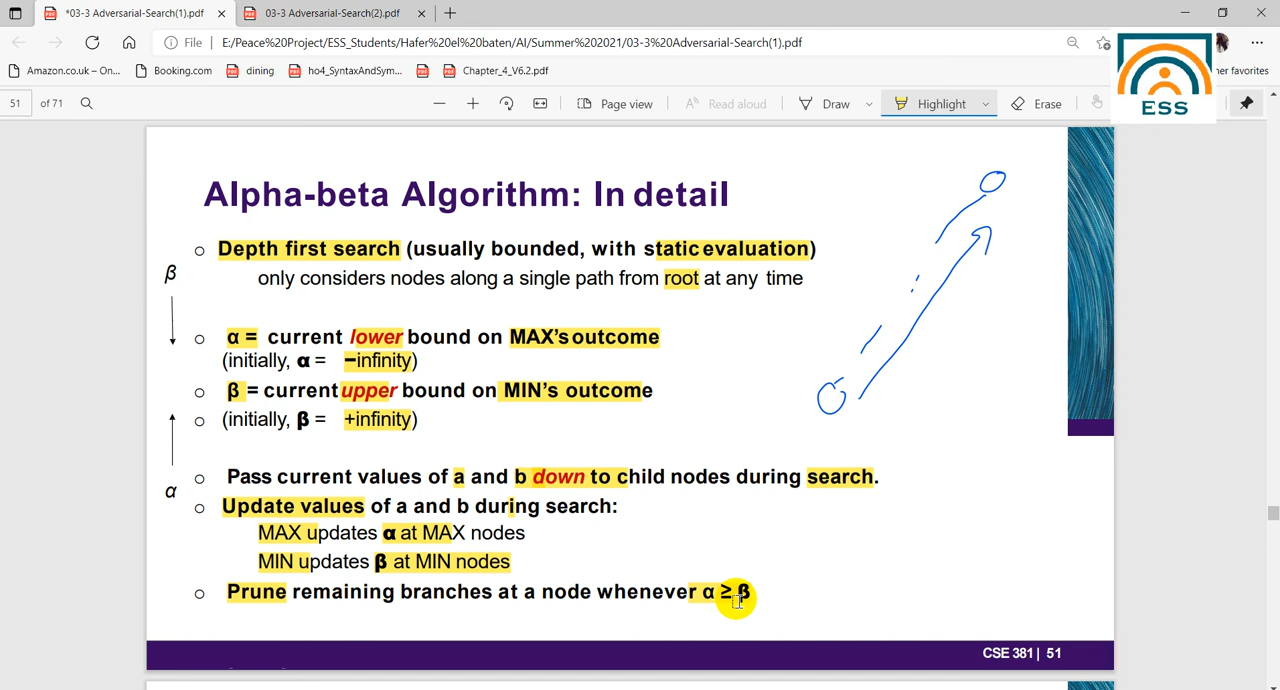 *03-3 Adversarial-Search(1).pdf
03-3 Adversarial-Search(2).pdf
File
E:/Peace%20Project/ESS_Students/Hafer%20el%20baten/AI/Summer%202021/03-3%20Adversarial-Search(1).pdf
Amazon.co.uk – On...
Booking.com
dining
ho4_SyntaxAndSym...
Chapter_4_V6.2.pdf
her favorites
ESS
51 of 71
Page view
Read aloud
Draw
Highlight
Erase
Alpha-beta Algorithm: In detail
Depth first search (usually bounded, with static evaluation)
only considers nodes along a single path from root at any time
β
α = current lower bound on MAX's outcome
(initially, α = −infinity)
β = current upper bound on MIN's outcome
(initially, β = +infinity)
Pass current values of a and b down to child nodes during search.
α
Update values of a and b during search:
MAX updates α at MAX nodes
MIN updates β at MIN nodes
Prune remaining branches at a node whenever α ≥ β
CSE 381 | 51